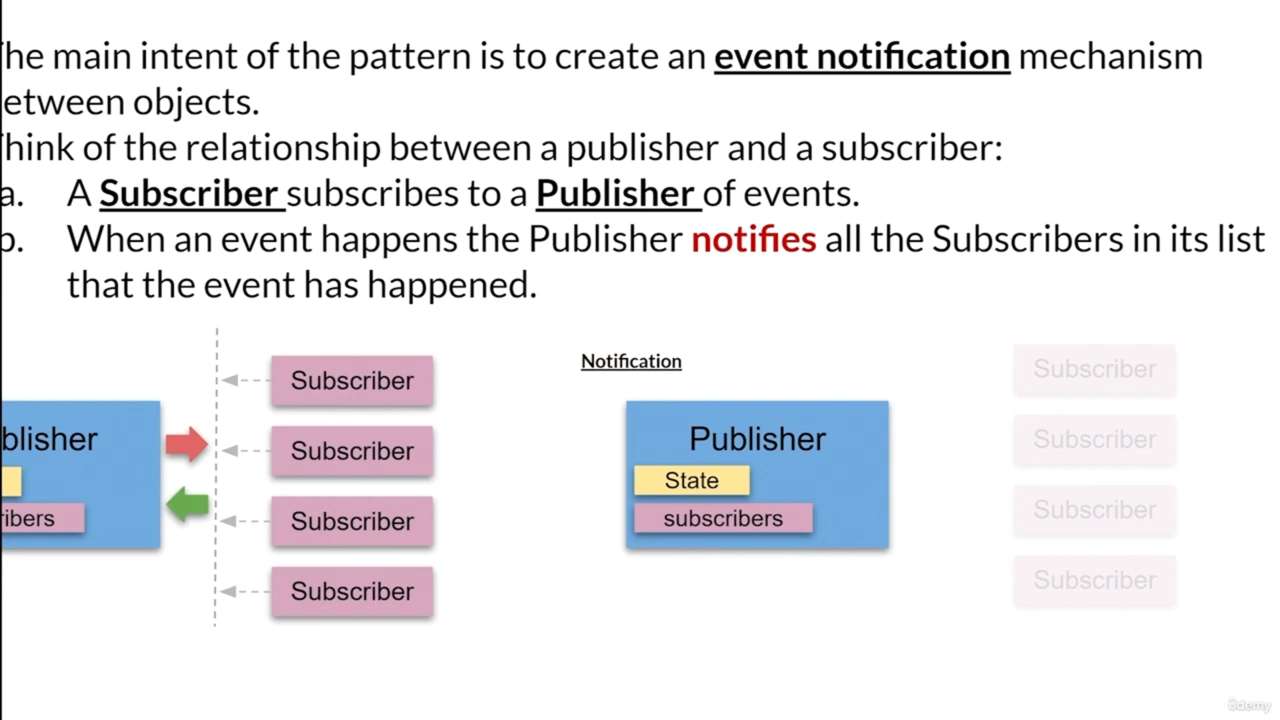 The main intent of the pattern is to create an event notification mechanism
etween objects.
Think of the relationship between a publisher and a subscriber:
a. A Subscriber subscribes to a Publisher of events.
b. When an event happens the Publisher notifies all the Subscribers in its list
that the event has happened.
Subscriber
blisher
Subscriber
ribers
Subscriber
Subscriber
Notification
Publisher
State
subscribers
Subscriber
Subscriber
Subscriber
Subscriber
ûdemy